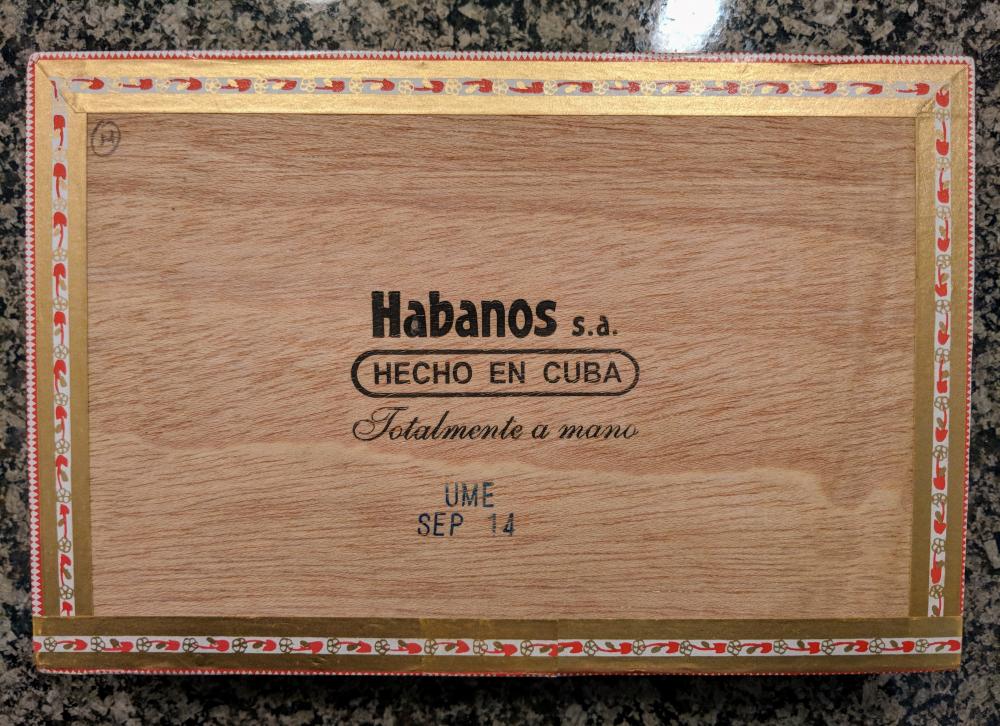 Habanos s.a.
HECHO EN CUBA
Totalmente a mano
UME
SEP 14